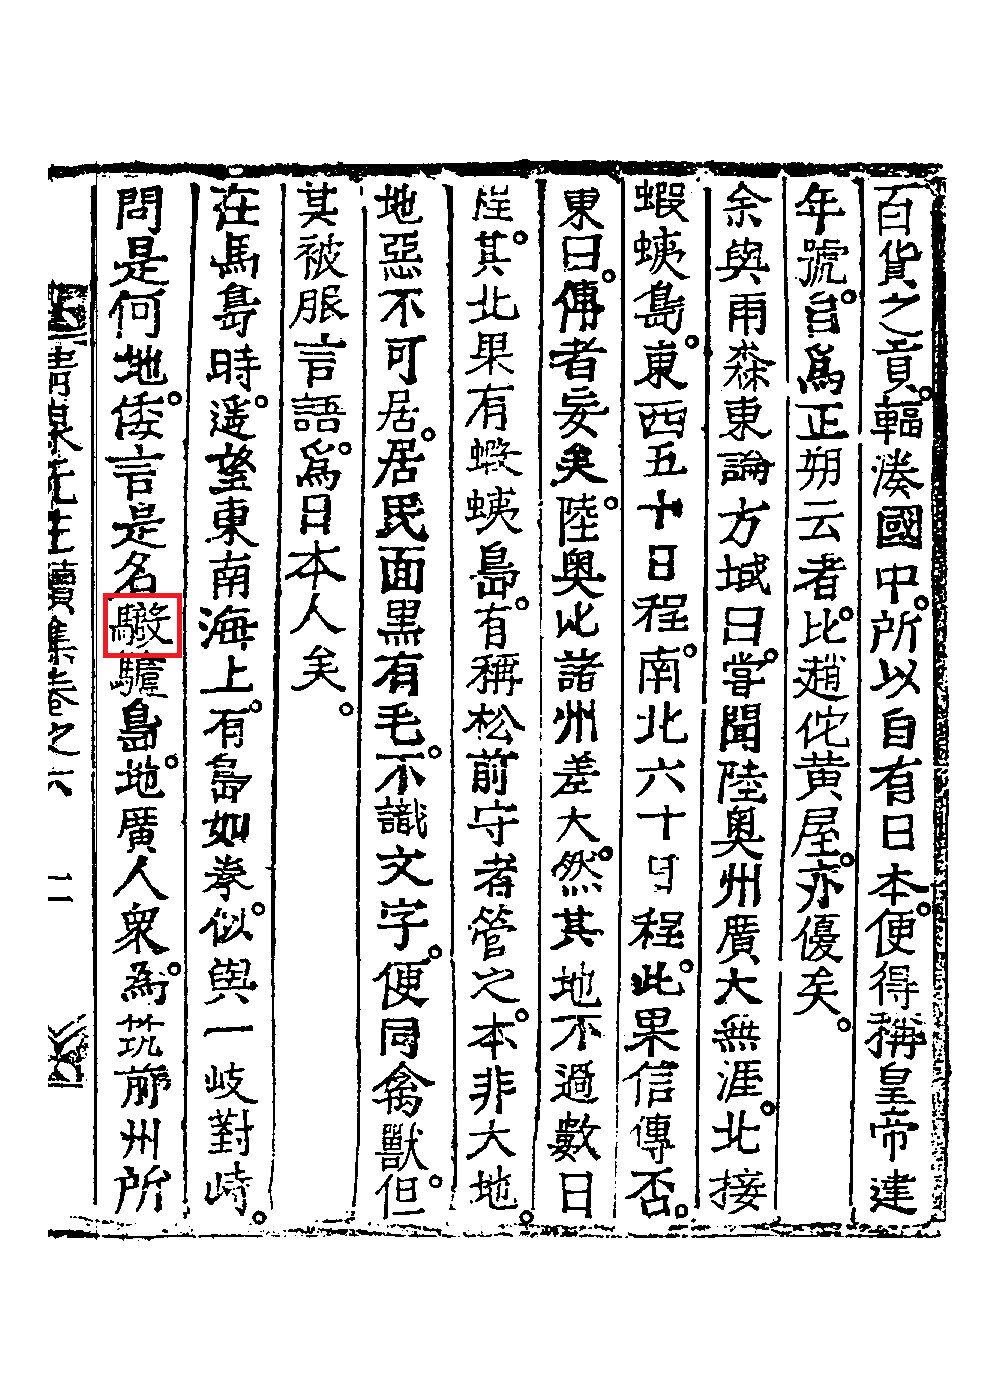 百貨之貢。輻湊國中。所以自有日本。便得稱皇帝建
年號。自爲正朔云者。比趙佗黃屋。亦優矣。
余與雨森東論方域曰。嘗聞陸奧州廣大無涯。北接
蝦蛦島。東西五十日程。南北六十日程。此果信傳否。
東曰。傳者妄矣。陸奧比諸州差大。然其地不過數日
程。其北果有蝦蛦島。有稱松前守者管之。本非大地。
地惡不可居。居民面黑有毛。不識文字。便同禽獸。但
其被服言語。爲日本人矣。
在馬島時。遙望東南海上。有島如拳。似與一岐對峙。
問是何地。倭言是名驢島。地廣人衆。爲筑前州所
青泉先生續集卷之六 二